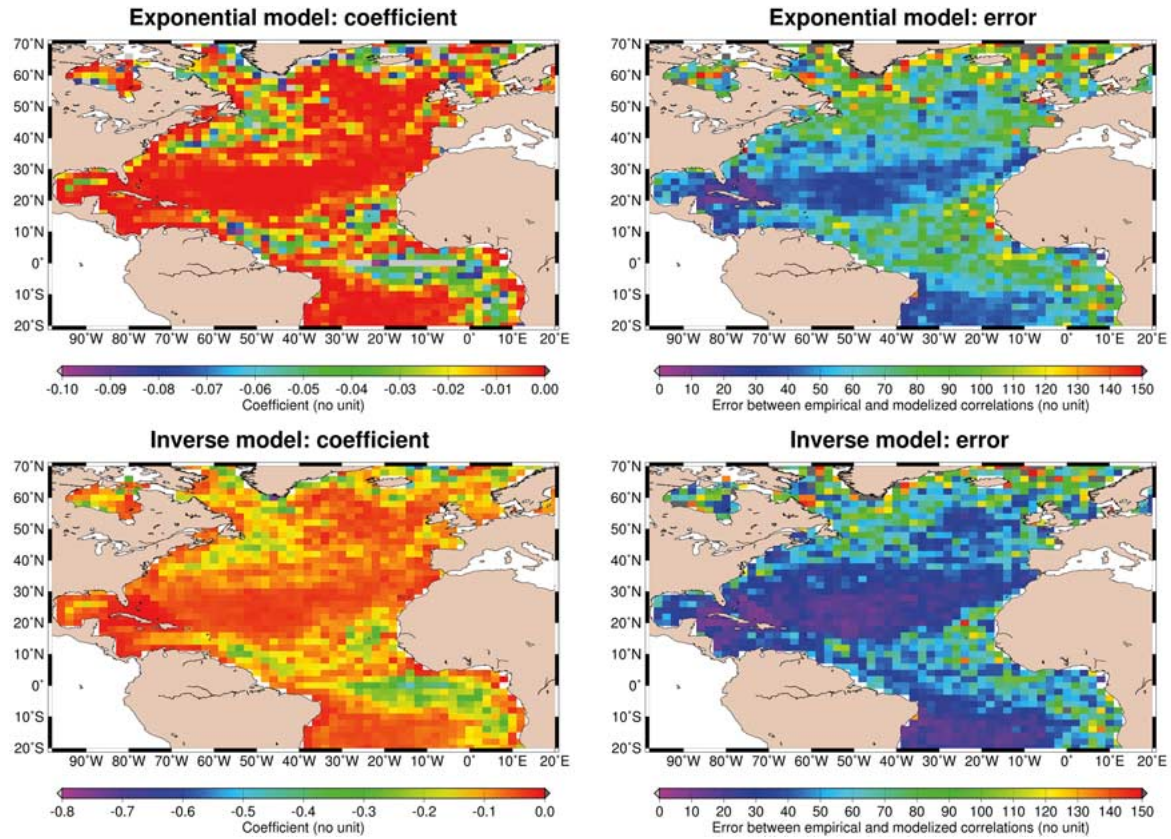 Exponential model: coefficient
70˚N
60˚N
50˚N
40˚N
30˚N
20˚N
10˚N
0˚
10˚S
20˚S
90˚W 80˚W 70˚W 60˚W 50˚W 40˚W 30˚W 20˚W 10˚W 0˚E 10˚E 20˚E
-0.10 -0.09 -0.08 -0.07 -0.06 -0.05 -0.04 -0.03 -0.02 -0.01 0.00
Coefficient (no unit)
Exponential model: error
70˚N
60˚N
50˚N
40˚N
30˚N
20˚N
10˚N
0˚
10˚S
20˚S
90˚W 80˚W 70˚W 60˚W 50˚W 40˚W 30˚W 20˚W 10˚W 0˚E 10˚E 20˚E
0 10 20 30 40 50 60 70 80 90 100 110 120 130 140 150
Error between empirical and modelized correlations (no unit)
Inverse model: coefficient
70˚N
60˚N
50˚N
40˚N
30˚N
20˚N
10˚N
0˚
10˚S
20˚S
90˚W 80˚W 70˚W 60˚W 50˚W 40˚W 30˚W 20˚W 10˚W 0˚E 10˚E 20˚E
-0.8 -0.7 -0.6 -0.5 -0.4 -0.3 -0.2 -0.1 0.0
Coefficient (no unit)
Inverse model: error
70˚N
60˚N
50˚N
40˚N
30˚N
20˚N
10˚N
0˚
10˚S
20˚S
90˚W 80˚W 70˚W 60˚W 50˚W 40˚W 30˚W 20˚W 10˚W 0˚E 10˚E 20˚E
0 10 20 30 40 50 60 70 80 90 100 110 120 130 140 150
Error between empirical and modelized correlations (no unit)